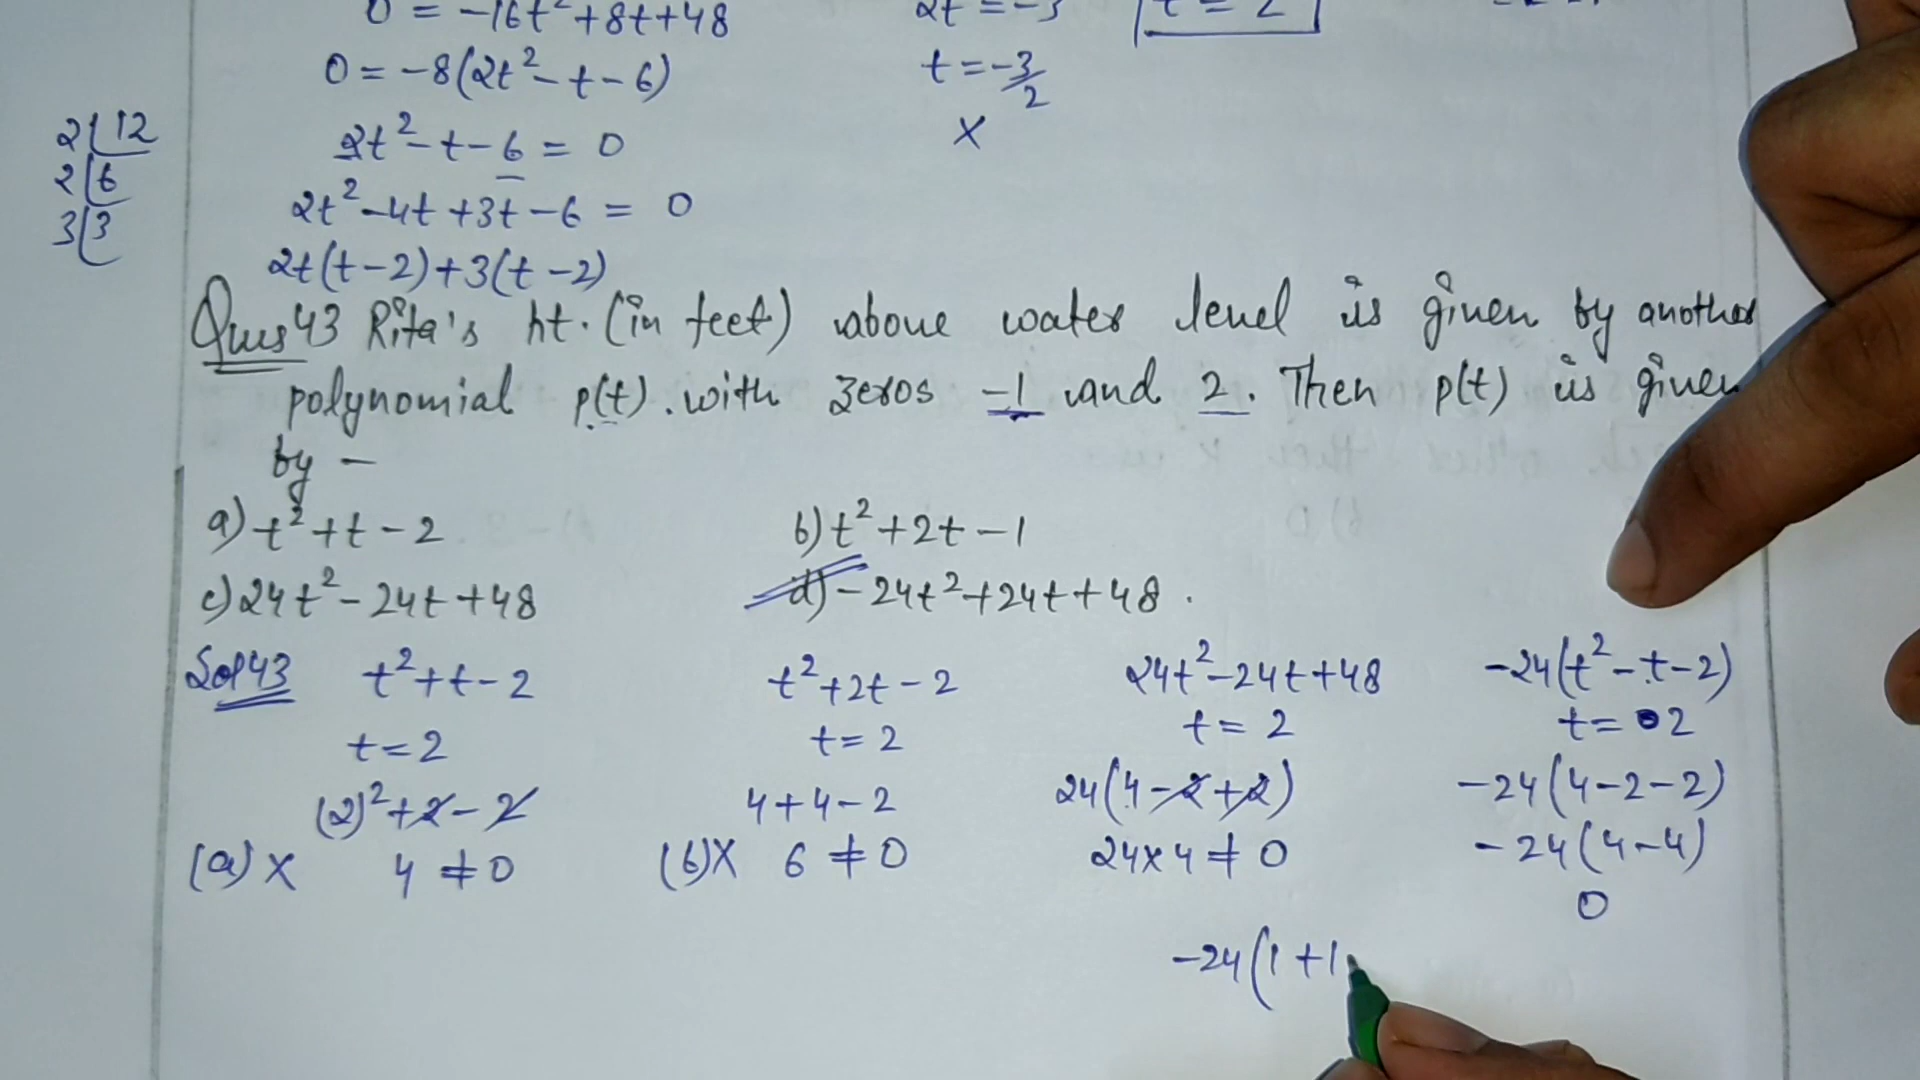 0 = -16t² + 8t + 48
0 = -8(2t² - t - 6)
2t² - t - 6 = 0
2t² - 4t + 3t - 6 = 0
2t(t-2) + 3(t-2)
2t = -3
t = -3/2
×
t = 2
2 | 12
2 | 6
3 | 3
Ques 43 Rita's ht. (in feet) above water level is given by another
polynomial p(t). with zeros -1 and 2. Then p(t) is given
by -
a) t² + t - 2
b) t² + 2t - 1
c) 24t² - 24t + 48
d) -24t² + 24t + 48.
Sol 43
t² + t - 2
t = 2
(2)² + 2 - 2
(a) × 4 ≠ 0
t² + 2t - 2
t = 2
4 + 4 - 2
(b) × 6 ≠ 0
24t² - 24t + 48
t = 2
24(4 - 2 + 2)
24 × 4 ≠ 0
-24(t² - t - 2)
t = 2
-24(4 - 2 - 2)
-24(4 - 4)
0
-24(1 + 1